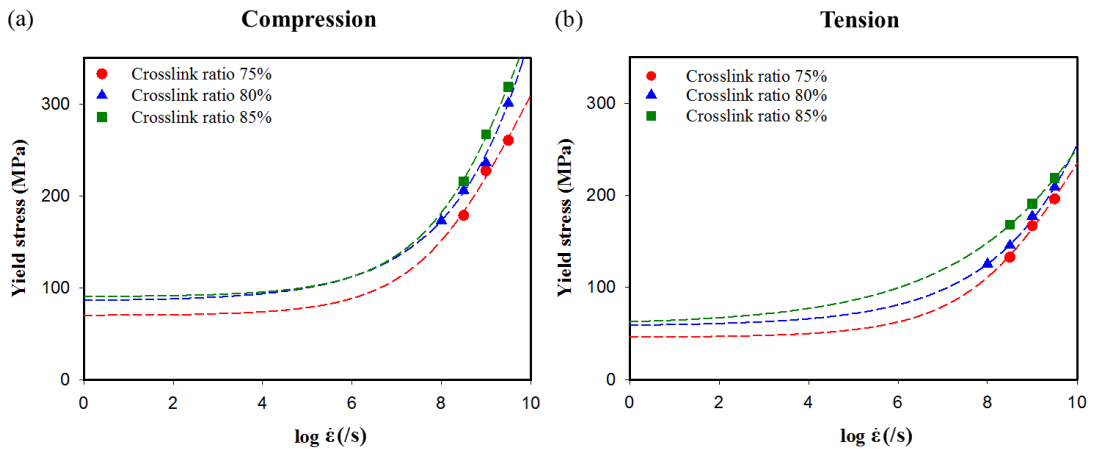 (a)
Compression
Crosslink ratio 75%
Crosslink ratio 80%
Crosslink ratio 85%
Yield stress (MPa)
300
200
100
0
0 2 4 6 8 10
log ε̇ (/s)
(b)
Tension
Crosslink ratio 75%
Crosslink ratio 80%
Crosslink ratio 85%
Yield stress (MPa)
300
200
100
0
0 2 4 6 8 10
log ε̇ (/s)